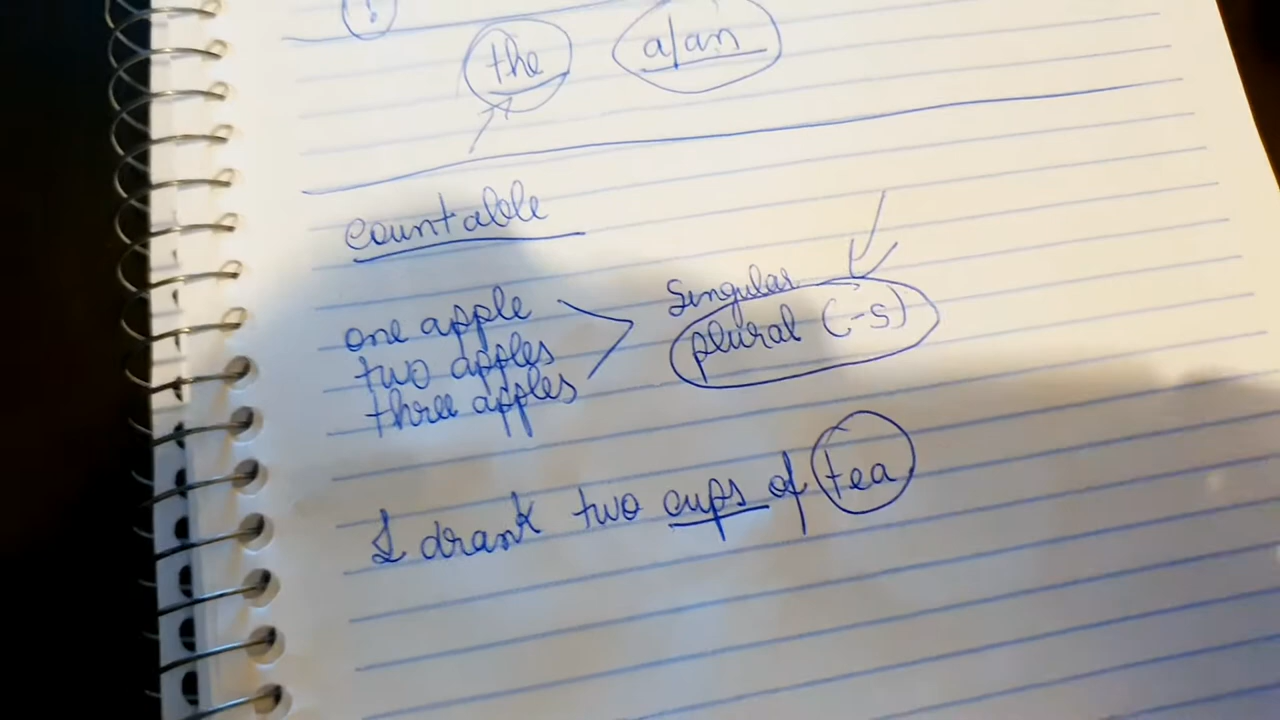 !
the a/an
countable
one apple
two apples
three apples
Singular
plural (-s)
I drank two cups of tea